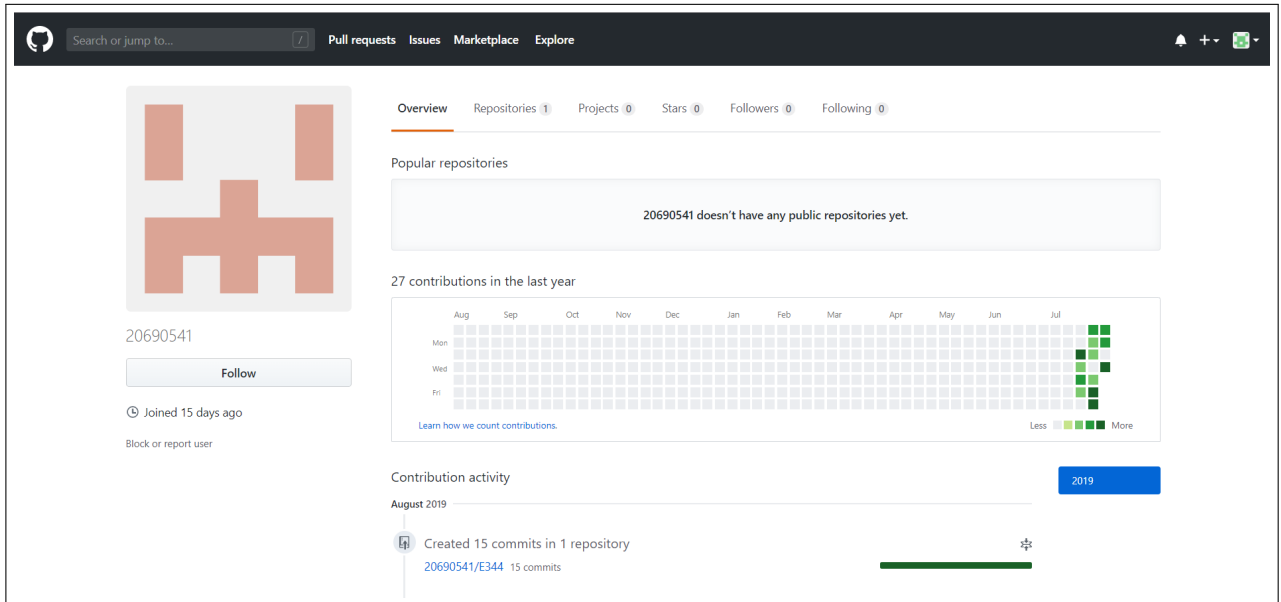 Search or jump to... /
Pull requests Issues Marketplace Explore
Overview Repositories 1 Projects 0 Stars 0 Followers 0 Following 0
Popular repositories
20690541 doesn't have any public repositories yet.
27 contributions in the last year
Aug Sep Oct Nov Dec Jan Feb Mar Apr May Jun Jul
Mon
Wed
Fri
Learn how we count contributions.
Less More
20690541
Follow
Joined 15 days ago
Block or report user
Contribution activity
2019
August 2019
Created 15 commits in 1 repository
20690541/E344 15 commits